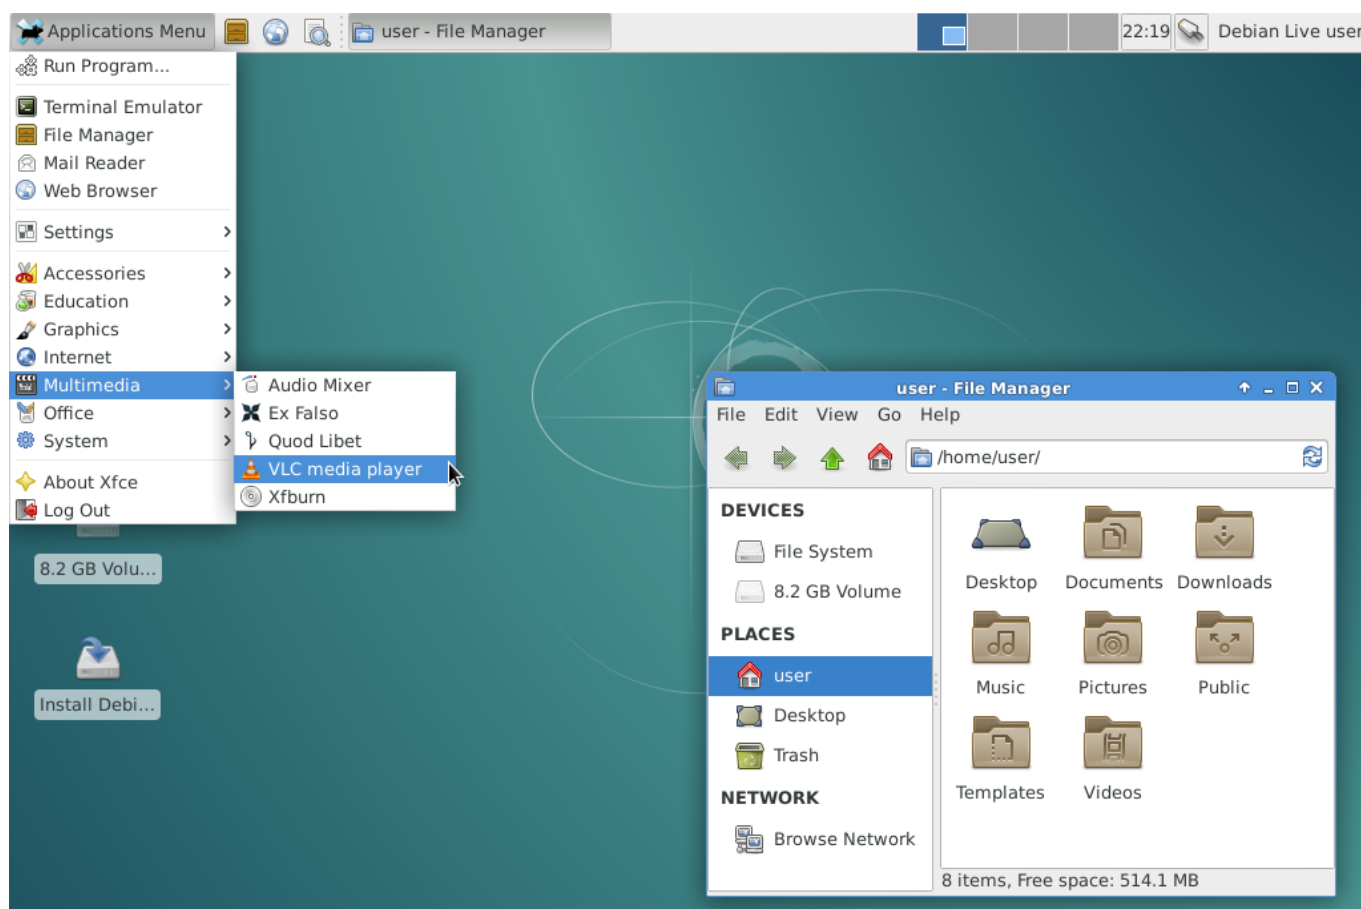 Applications Menu
user - File Manager
22:19
Debian Live user
Run Program...
Terminal Emulator
File Manager
Mail Reader
Web Browser
Settings
Accessories
Education
Graphics
Internet
Multimedia
Office
System
About Xfce
Log Out
Audio Mixer
Ex Falso
Quod Libet
VLC media player
Xfburn
8.2 GB Volu...
Install Debi...
user - File Manager
File Edit View Go Help
/home/user/
DEVICES
File System
8.2 GB Volume
PLACES
user
Desktop
Trash
NETWORK
Browse Network
Desktop Documents Downloads
Music Pictures Public
Templates Videos
8 items, Free space: 514.1 MB